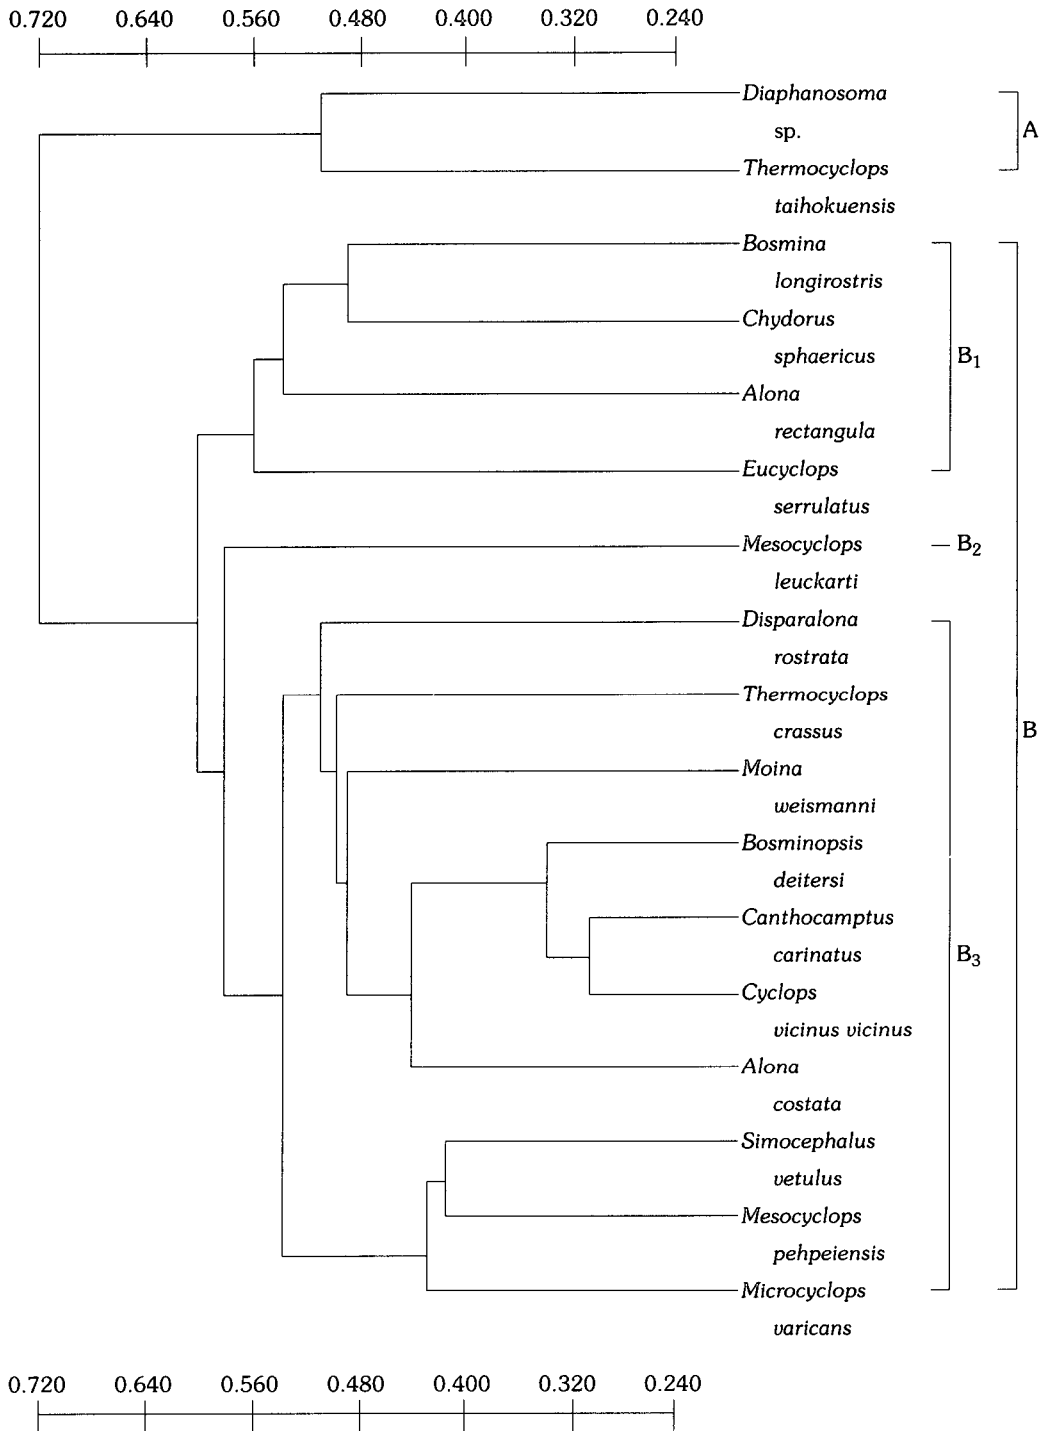 0.720 0.640 0.560 0.480 0.400 0.320 0.240
Diaphanosoma
sp.
A
Thermocyclops
taihokuensis
Bosmina
longirostris
Chydorus
sphaericus
B₁
Alona
rectangula
Eucyclops
serrulatus
Mesocyclops
B₂
leuckarti
Disparalona
rostrata
Thermocyclops
crassus
B
Moina
weismanni
Bosminopsis
deitersi
Canthocamptus
carinatus
B₃
Cyclops
vicinus vicinus
Alona
costata
Simocephalus
vetulus
Mesocyclops
pehpeiensis
Microcyclops
varicans
0.720 0.640 0.560 0.480 0.400 0.320 0.240